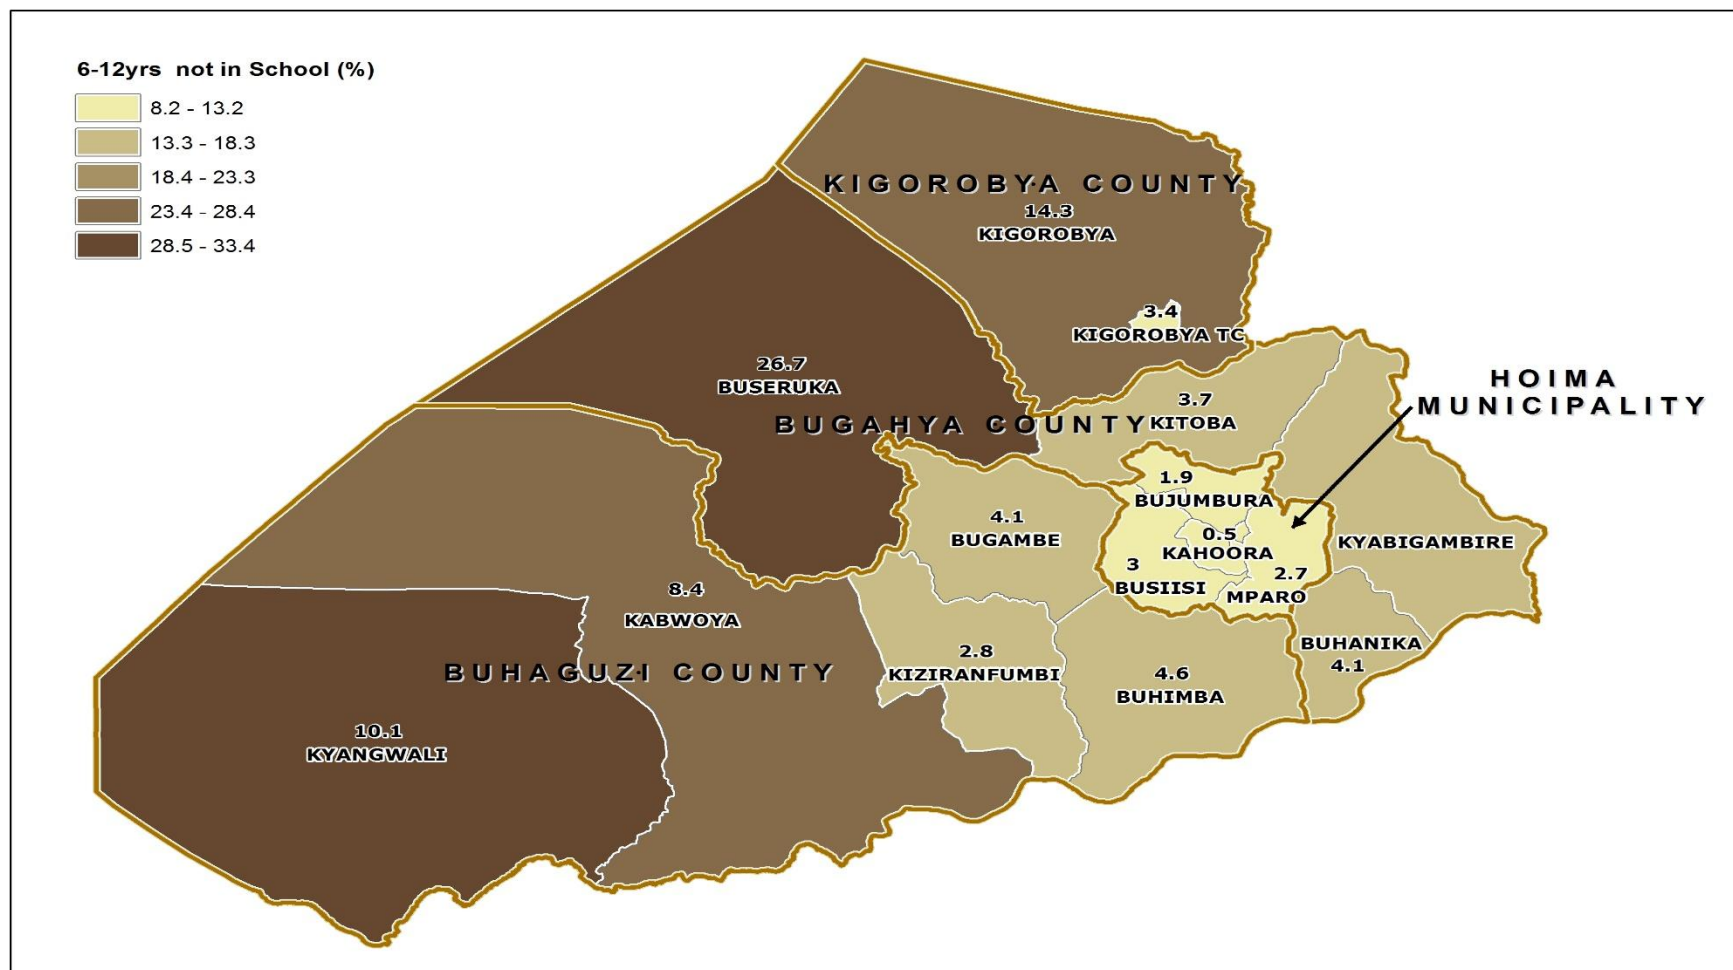 6-12yrs not in School (%)
8.2 - 13.2
13.3 - 18.3
18.4 - 23.3
23.4 - 28.4
28.5 - 33.4
KIGOROBYA COUNTY
14.3
KIGOROBYA
3.4
KIGOROBYA TC
26.7
BUSERUKA
HOIMA
MUNICIPALITY
3.7
KITOBA
BUGAHYA COUNTY
1.9
BUJUMBURA
4.1
BUGAMBE
0.5
KAHOORA
KYABIGAMBIRE
3
BUSIISI
2.7
MPARO
8.4
KABWOYA
BUHANIKA
4.1
2.8
KIZIRANFUMBI
BUHAGUZI COUNTY
4.6
BUHIMBA
10.1
KYANGWALI